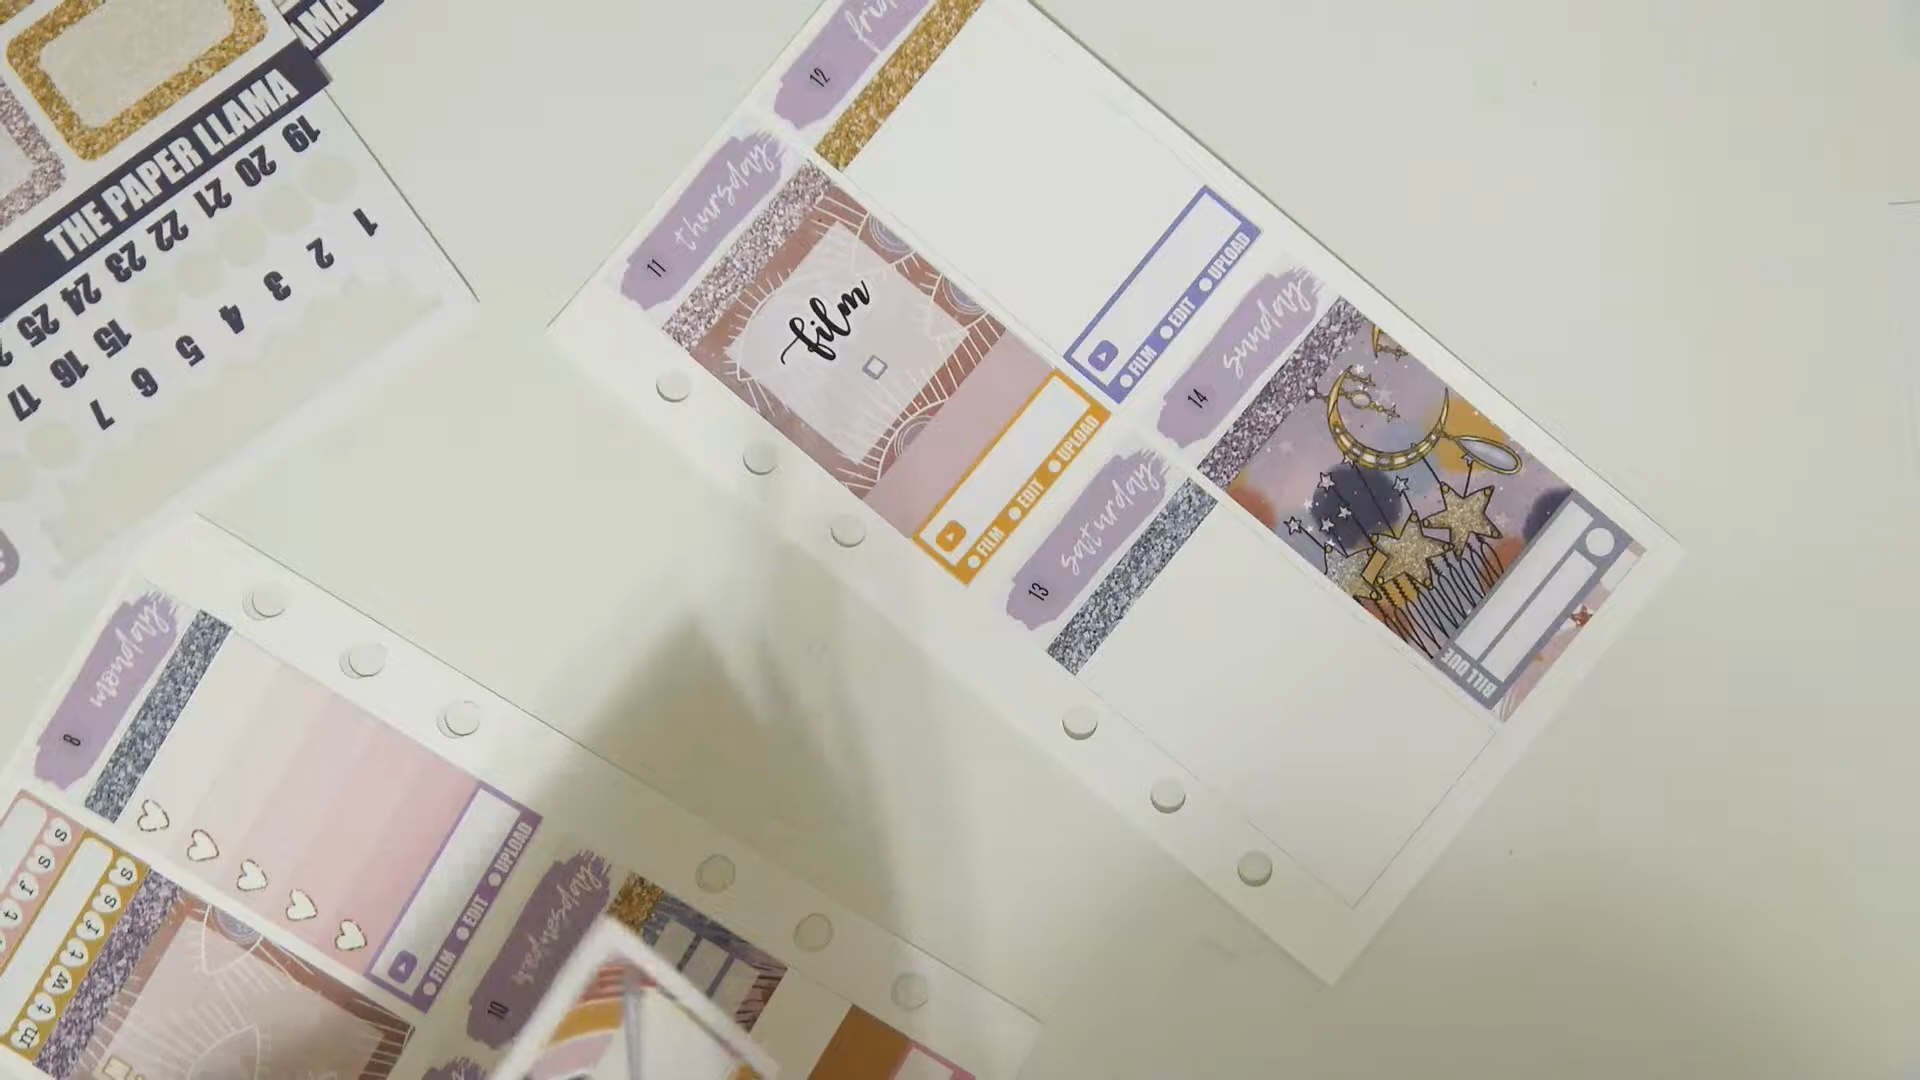 THE PAPER LLAMA
19 20 21 22 23 24 25
15 16 17
1 2 3 4 5 6 7
12
11 thursday
film
FILM EDIT UPLOAD
FILM EDIT UPLOAD
14 sunday
BILL DUE
13 saturday
8 monday
FILM EDIT UPLOAD
t f s s
m t w t f s s
10 wednesday